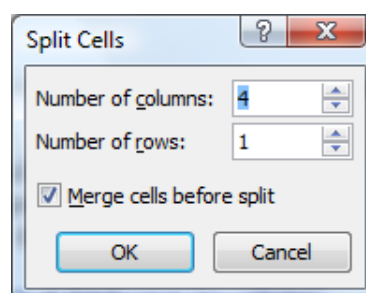 Split Cells
Number of columns: 4
Number of rows: 1
Merge cells before split
OK Cancel